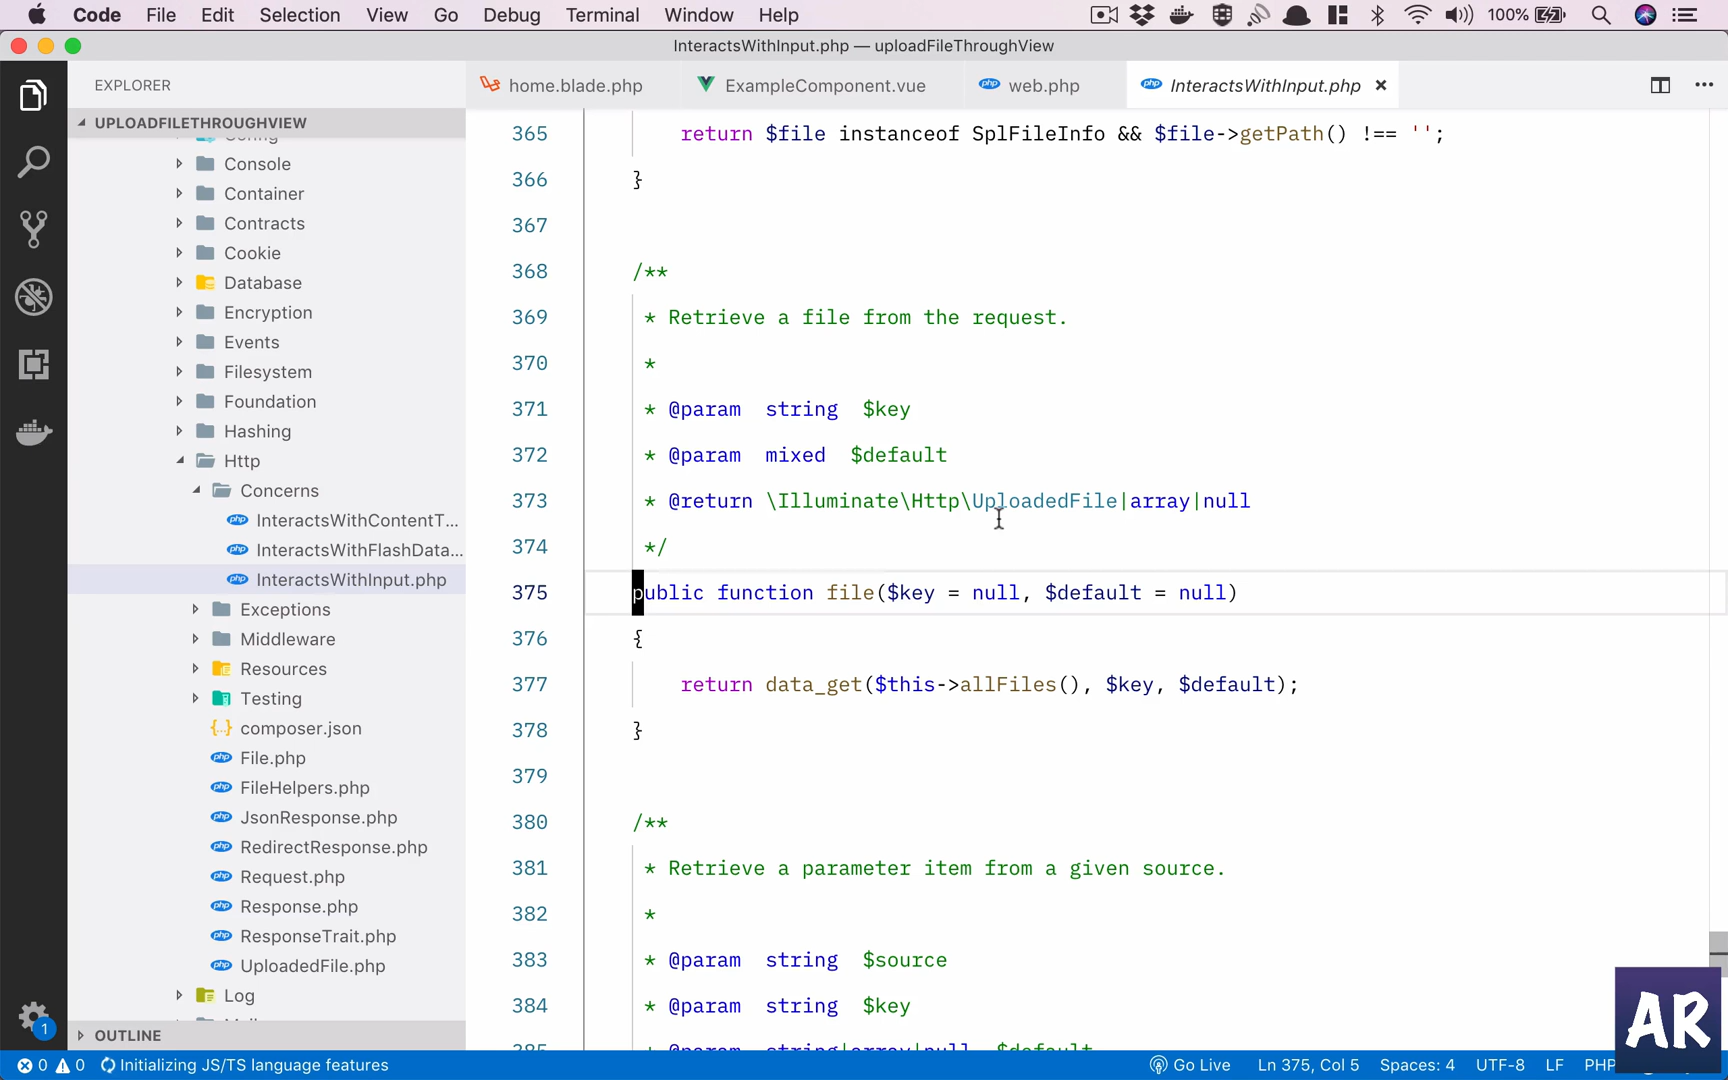 Code File Edit Selection View Go Debug Terminal Window Help 100%
InteractsWithInput.php — uploadFileThroughView
EXPLORER
home.blade.php ExampleComponent.vue web.php InteractsWithInput.php
UPLOADFILETHROUGHVIEW
Console
Container
Contracts
Cookie
Database
Encryption
Events
Filesystem
Foundation
Hashing
Http
Concerns
InteractsWithContentT...
InteractsWithFlashData...
InteractsWithInput.php
Exceptions
Middleware
Resources
Testing
composer.json
File.php
FileHelpers.php
JsonResponse.php
RedirectResponse.php
Request.php
Response.php
ResponseTrait.php
UploadedFile.php
Log
OUTLINE
365 return $file instanceof SplFileInfo && $file->getPath() !== '';
366 }
367
368 /**
369 * Retrieve a file from the request.
370 *
371 * @param string $key
372 * @param mixed $default
373 * @return \Illuminate\Http\UploadedFile|array|null
374 */
375 public function file($key = null, $default = null)
376 {
377 return data_get($this->allFiles(), $key, $default);
378 }
379
380 /**
381 * Retrieve a parameter item from a given source.
382 *
383 * @param string $source
384 * @param string $key
385 * @param string|array|null $default
1
AR
0 0 Initializing JS/TS language features Go Live Ln 375, Col 5 Spaces: 4 UTF-8 LF PHP